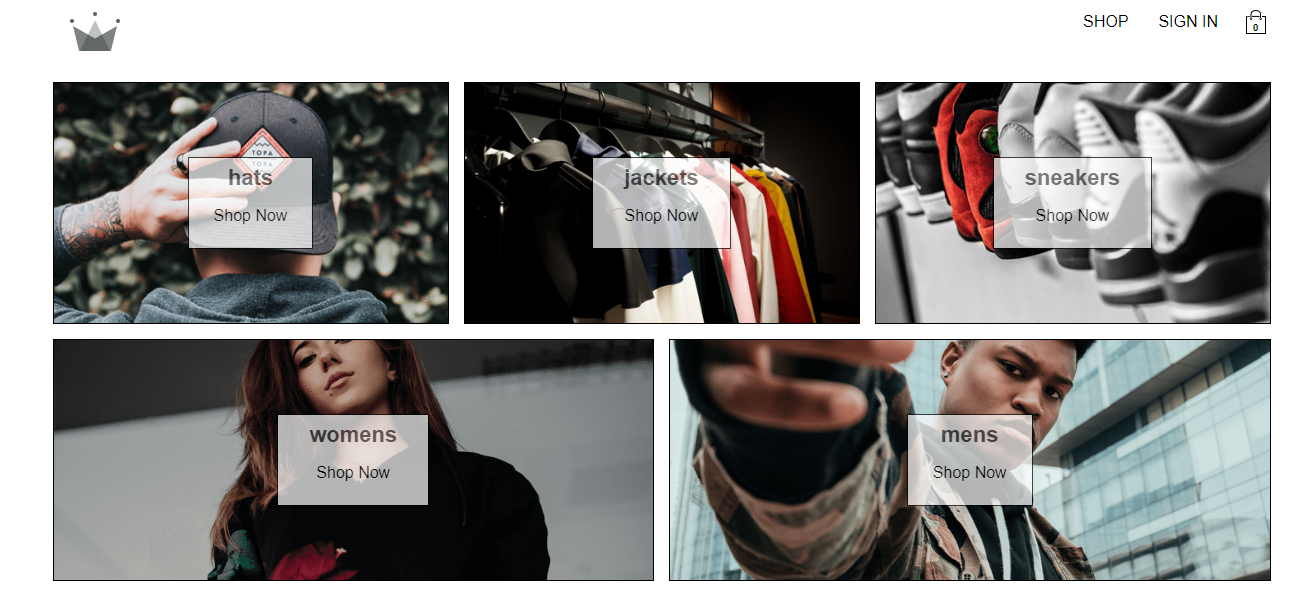 SHOP
SIGN IN
0
TOPA
TOPA
hats
Shop Now
jackets
Shop Now
sneakers
Shop Now
womens
Shop Now
mens
Shop Now